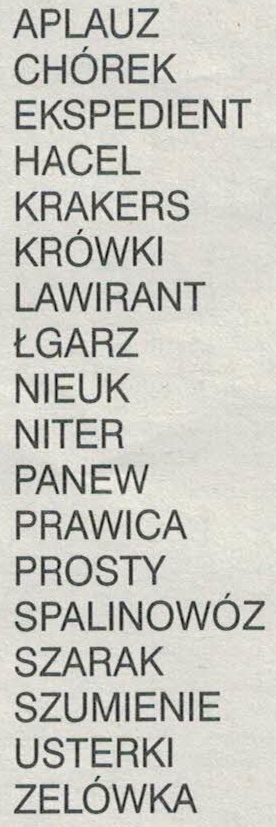 APLAUZ
CHÓREK
EKSPEDIENT
HACEL
KRAKERS
KRÓWKI
LAWIRANT
ŁGARZ
NIEUK
NITER
PANEW
PRAWICA
PROSTY
SPALINOWÓZ
SZARAK
SZUMIENIE
USTERKI
ZELÓWKA